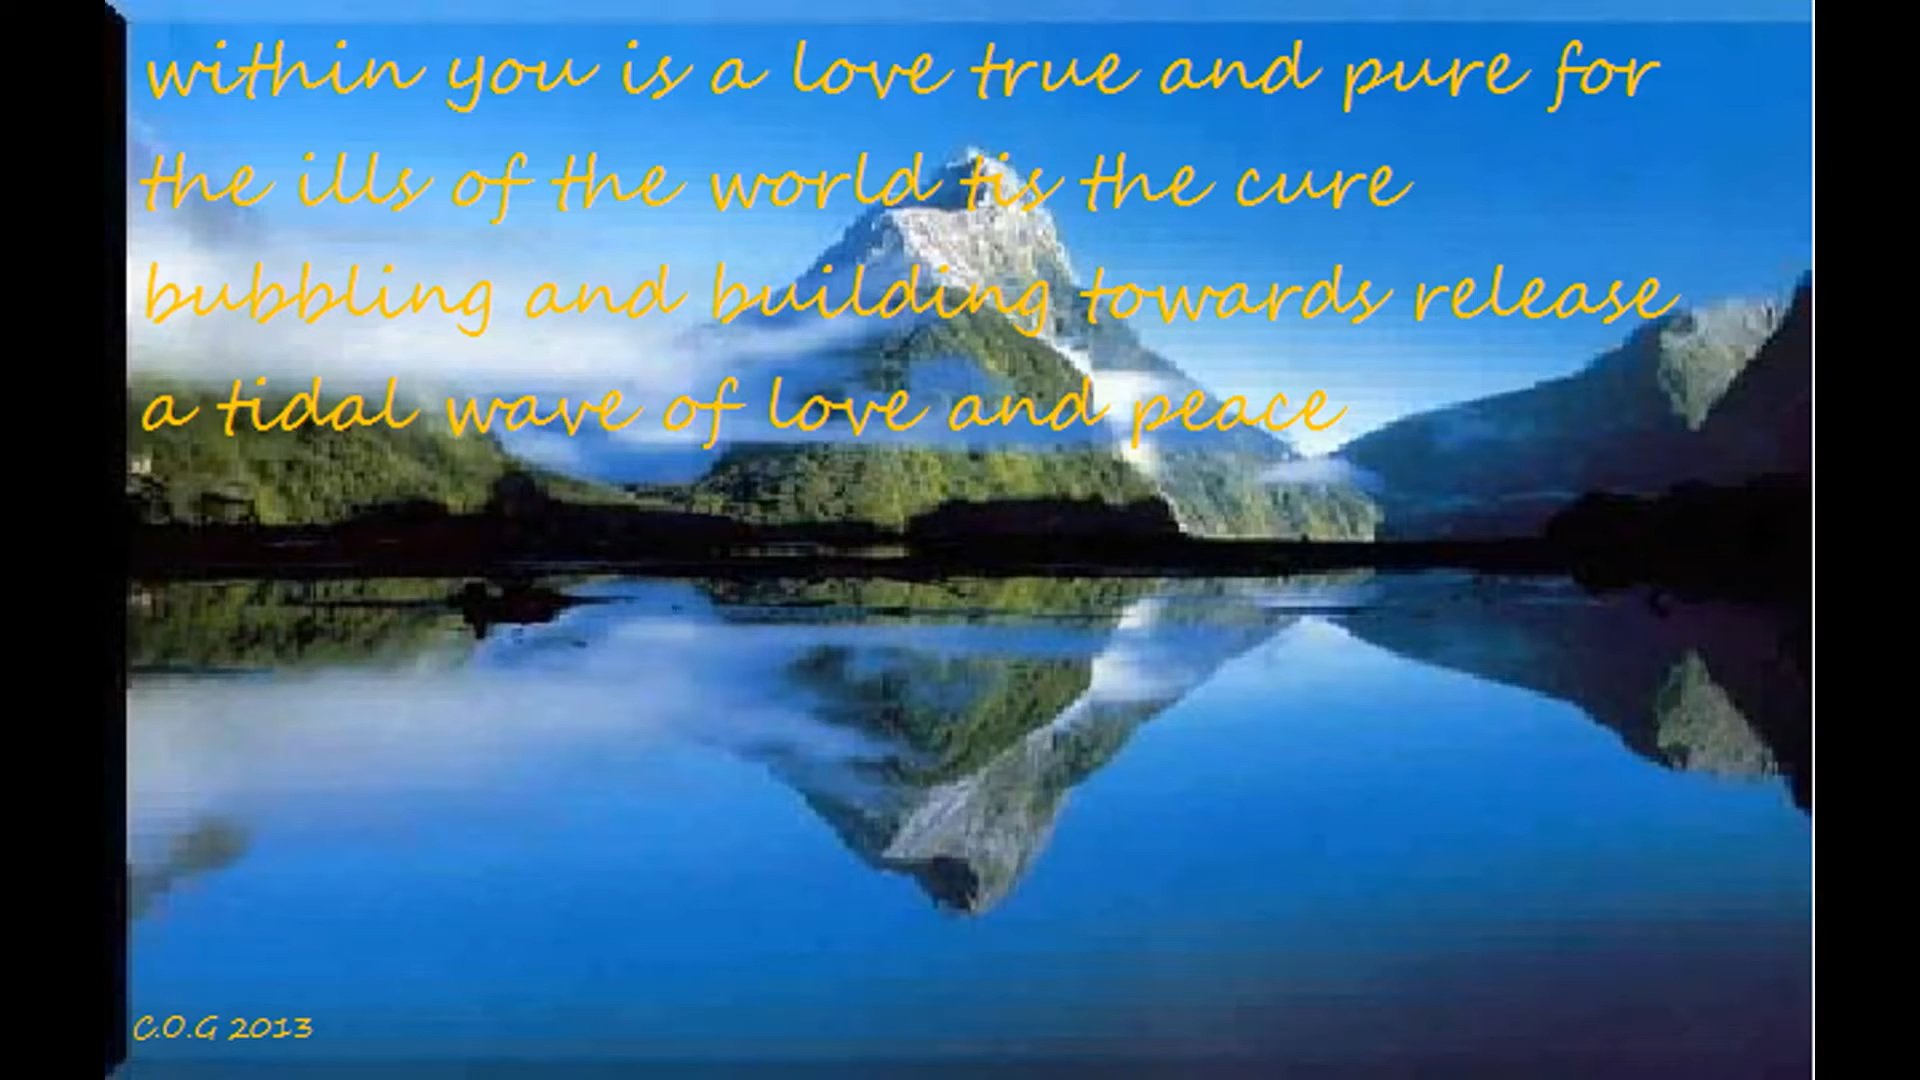 within you is a love true and pure for
the ills of the world tis the cure
bubbling and building towards release
a tidal wave of love and peace
C.O.G 2013